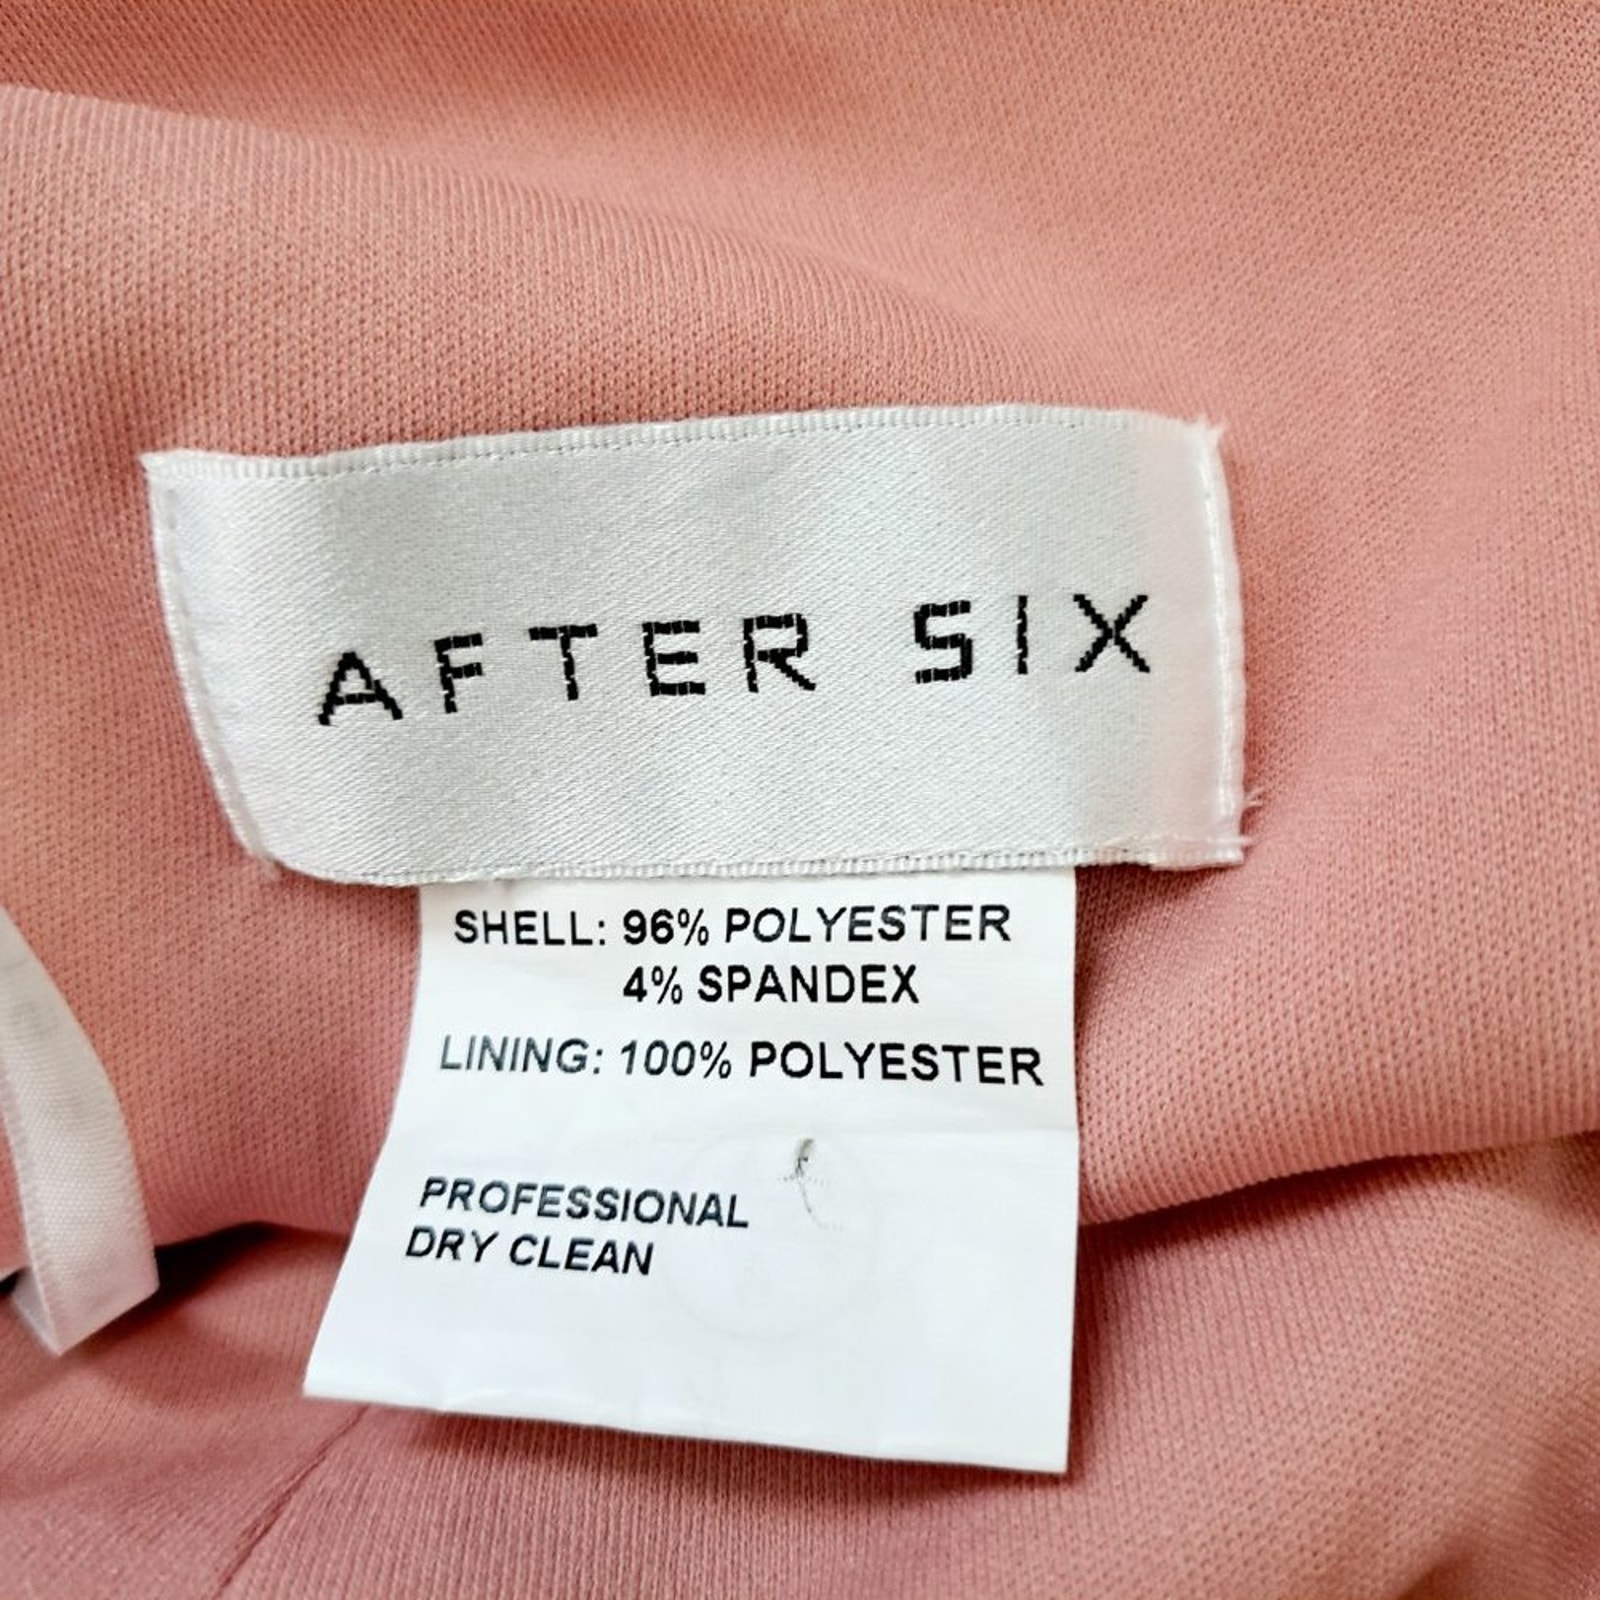 AFTER SIX
SHELL: 96% POLYESTER
4% SPANDEX
LINING: 100% POLYESTER
PROFESSIONAL
DRY CLEAN